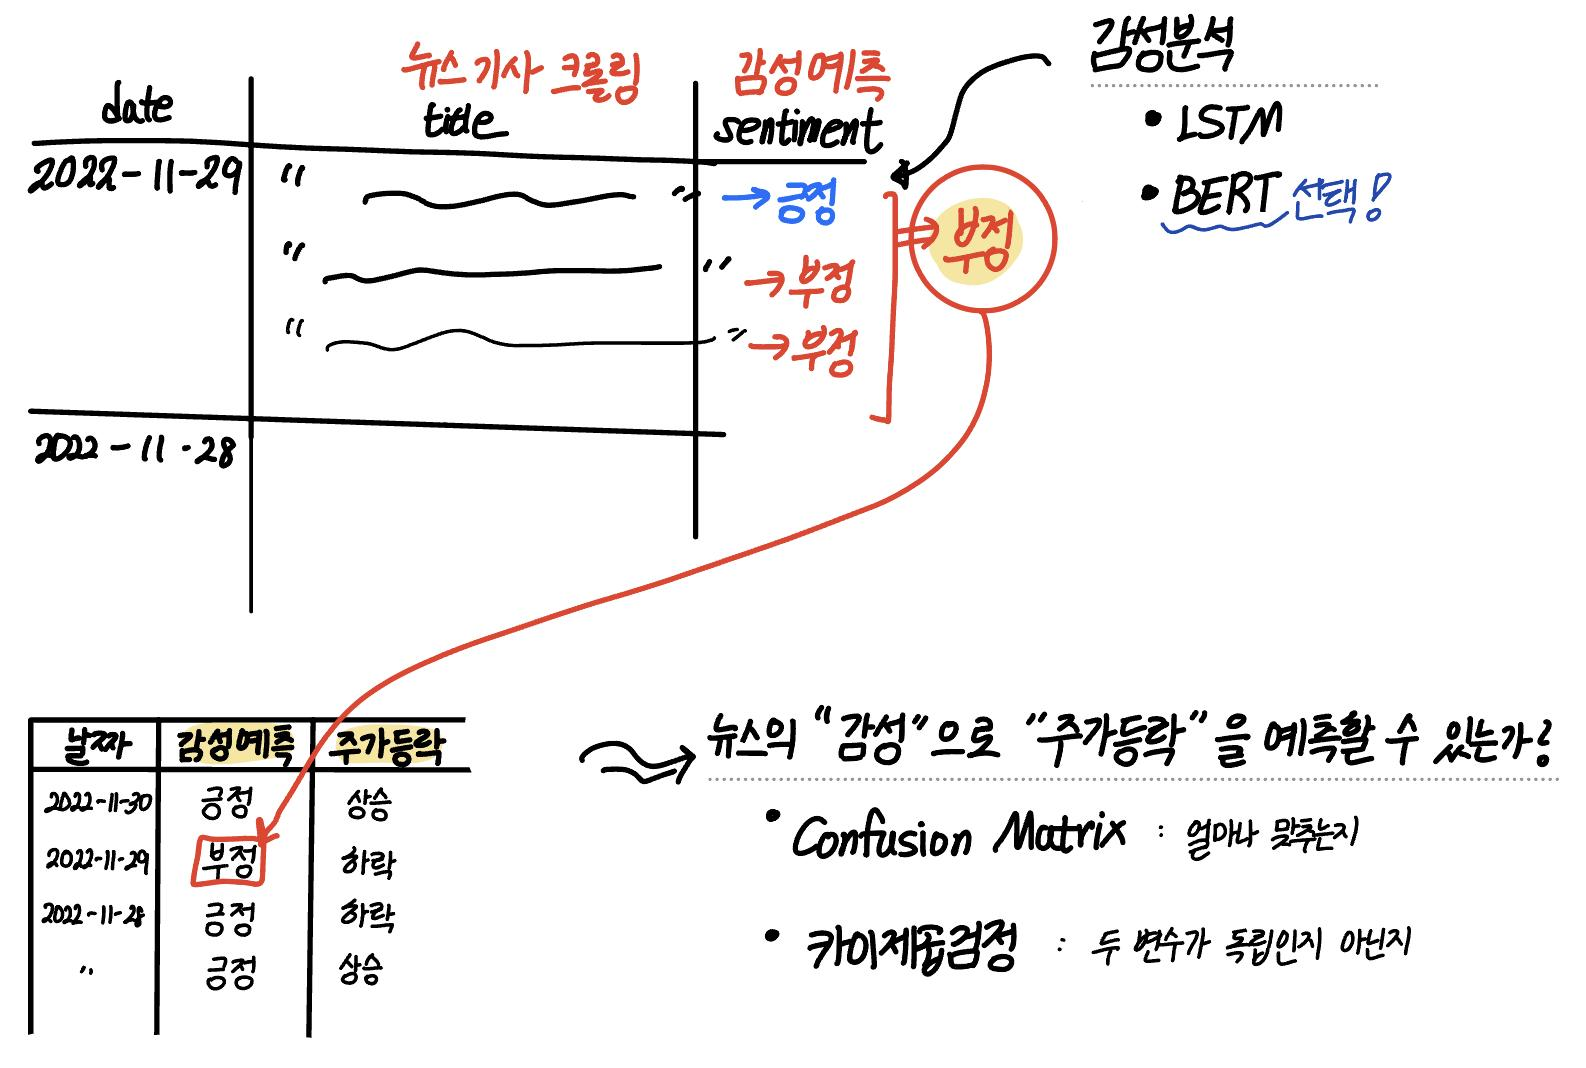 뉴스기사 크롤링 감성예측
date title sentiment
2022-11-29 " " → 긍정
" " → 부정
" " → 부정
⇒ 부정
2022-11-28
감성분석
• LSTM
• BERT 선택!
날짜 감성예측 주가등락
2022-11-30 긍정 상승
2022-11-29 부정 하락
2022-11-28 긍정 하락
" 긍정 상승
뉴스의 "감성"으로 "주가등락"을 예측할 수 있는가?
• Confusion Matrix : 얼마나 맞추는지
• 카이제곱검정 : 두 변수가 독립인지 아닌지